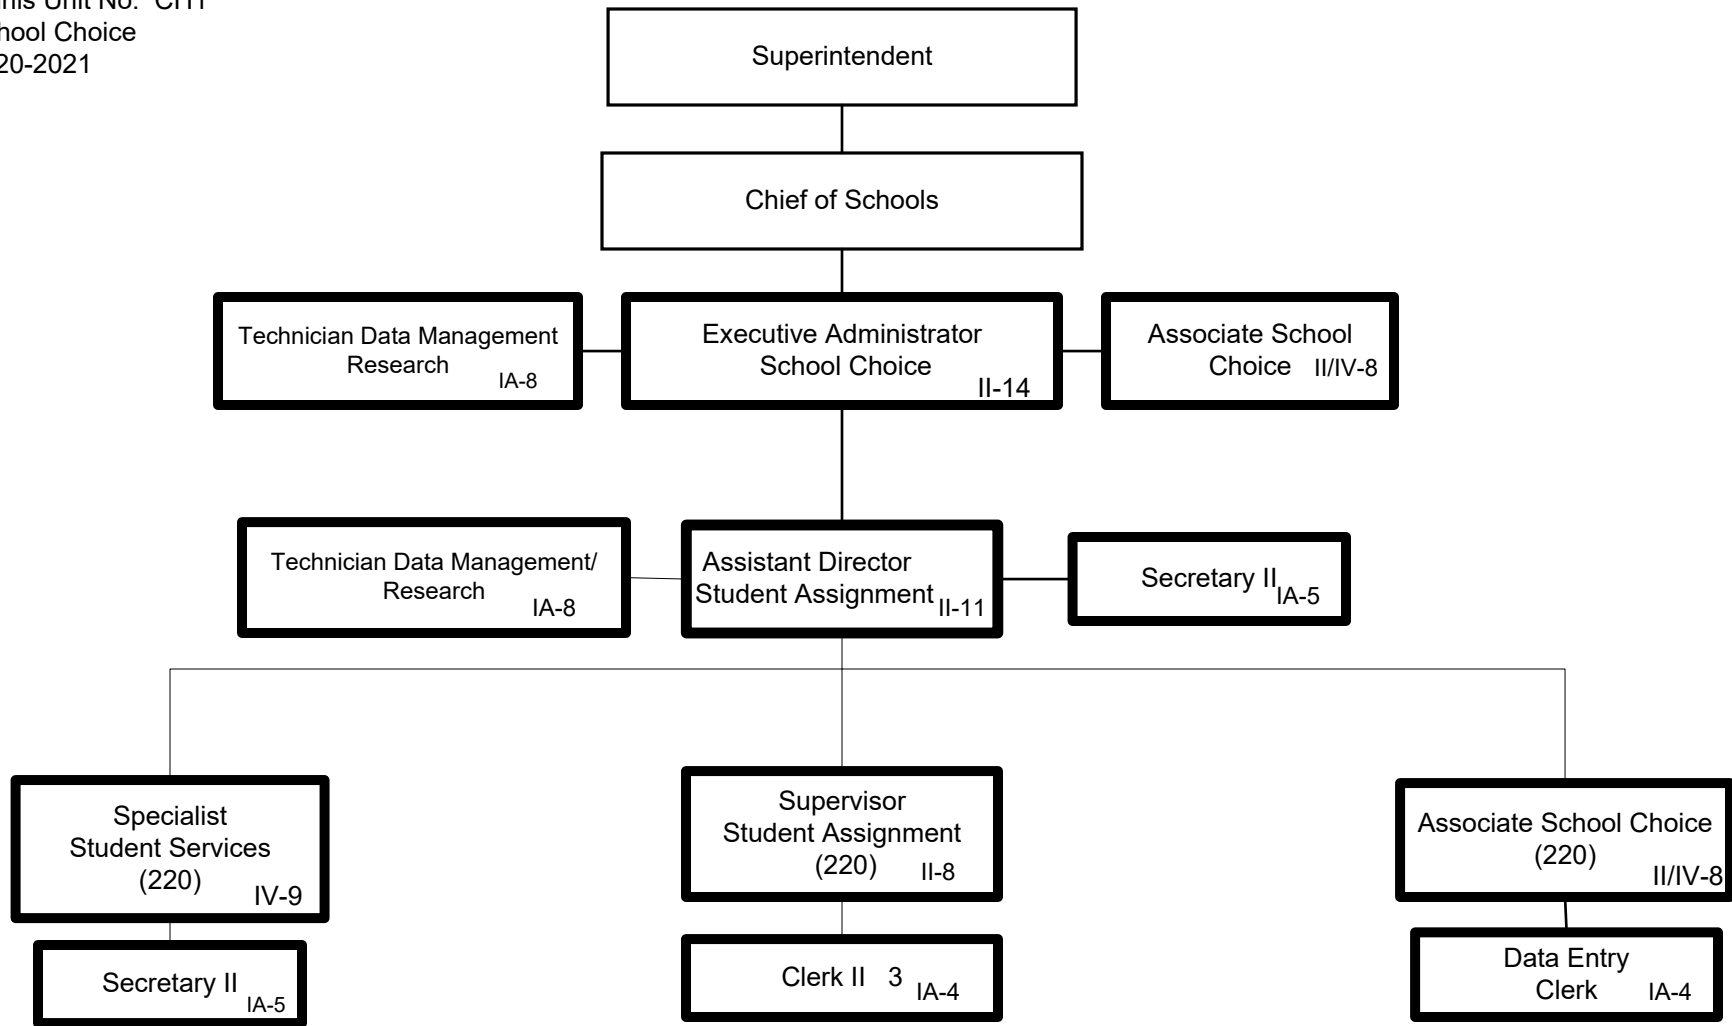 Unit No.
School Choice
20-2021
Superintendent
Chief of Schools
Technician Data Management
Research IA-8
Executive Administrator
School Choice
II-14
Associate School
Choice II/IV-8
Technician Data Management/
Research
IA-8
Assistant Director
Student Assignment II-11
Secretary II IA-5
Specialist
Student Services
(220)
IV-9
Supervisor
Student Assignment
(220) II-8
Associate School Choice
(220)
II/IV-8
Secretary II
IA-5
Clerk II 3 IA-4
Data Entry
Clerk IA-4